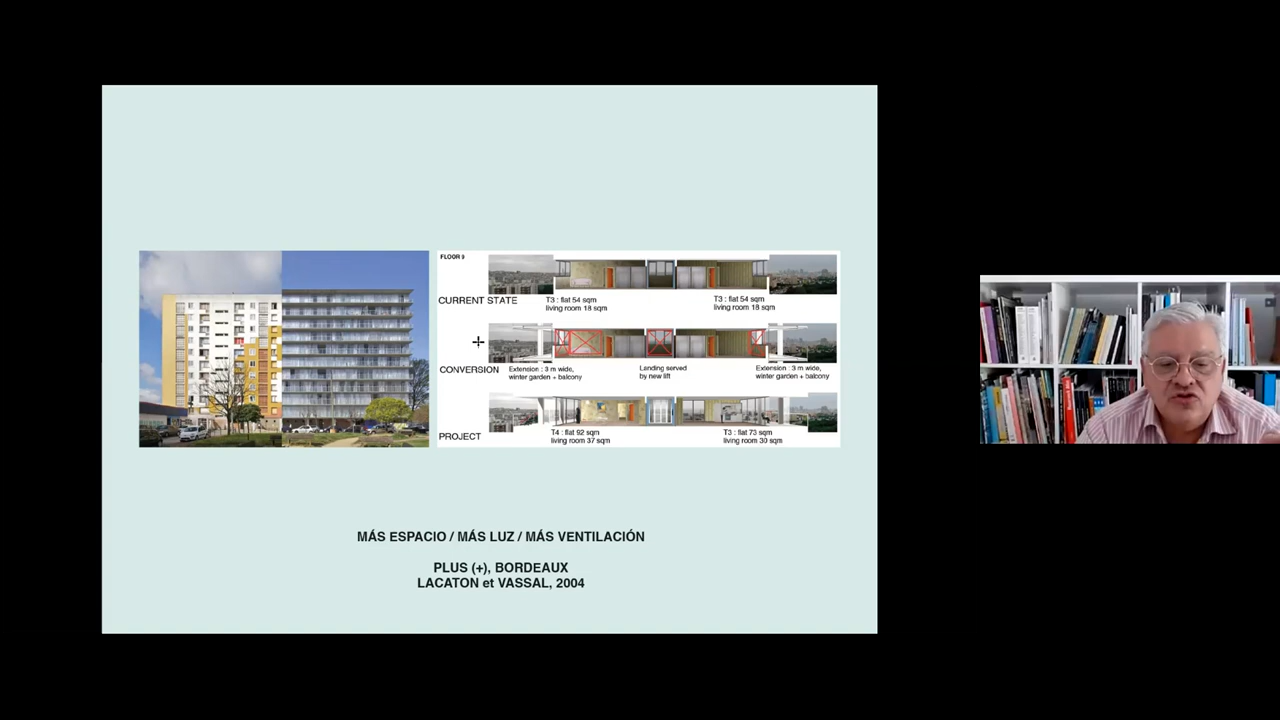 FLOOR 9
CURRENT STATE
T3 : flat 54 sqm
living room 18 sqm
T3 : flat 54 sqm
living room 18 sqm
CONVERSION
Extension : 3 m wide,
winter garden + balcony
Landing served
by new lift
Extension : 3 m wide,
winter garden + balcony
PROJECT
T4 : flat 92 sqm
living room 37 sqm
T3 : flat 73 sqm
living room 30 sqm
MÁS ESPACIO / MÁS LUZ / MÁS VENTILACIÓN
PLUS (+), BORDEAUX
LACATON et VASSAL, 2004